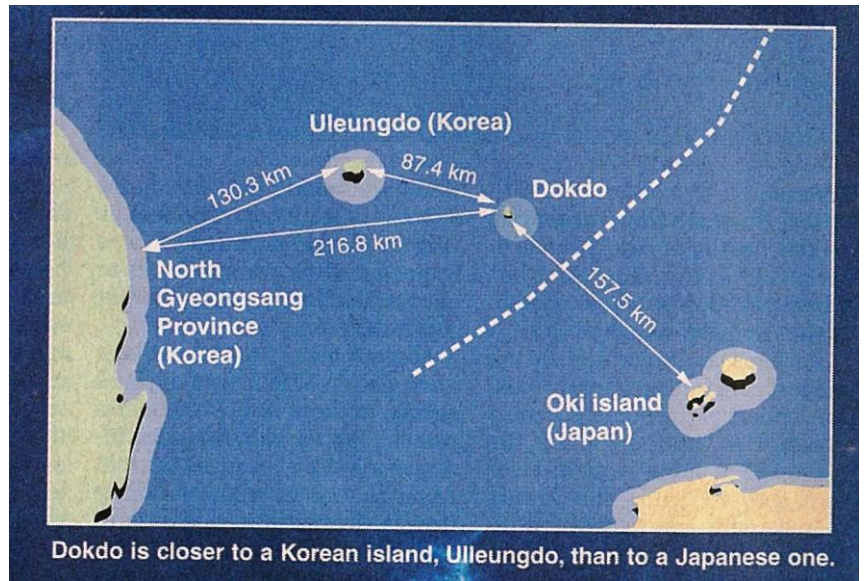 Uleungdo (Korea)
130.3 km
87.4 km
Dokdo
216.8 km
North
Gyeongsang
Province
(Korea)
157.5 km
Oki island
(Japan)
Dokdo is closer to a Korean island, Ulleungdo, than to a Japanese one.